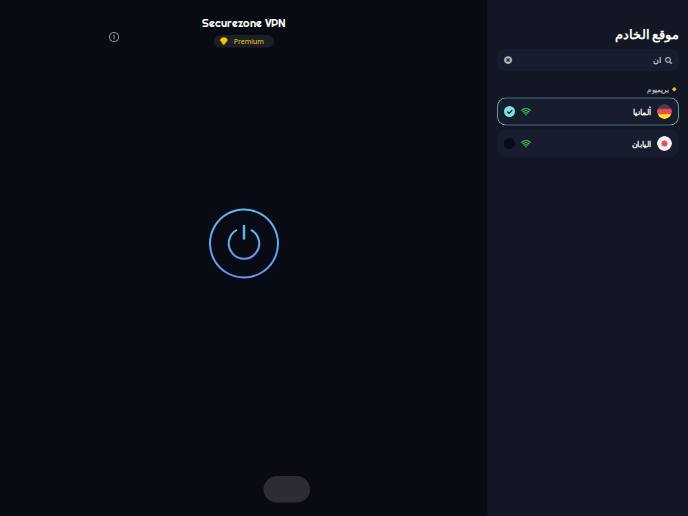 Securezone VPN
Premium
موقع الخادم
ان
بريميوم
ألمانيا
اليابان